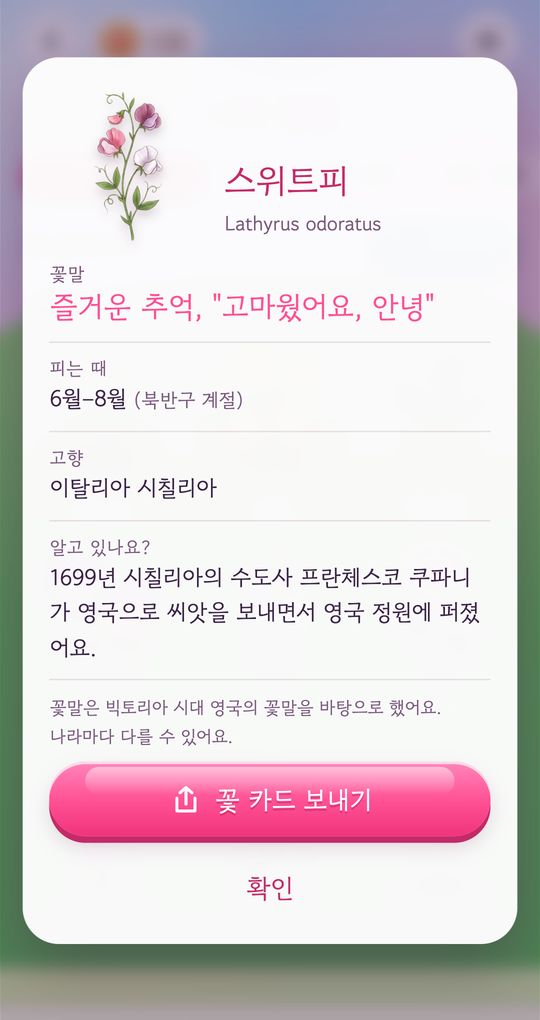 스위트피
Lathyrus odoratus
꽃말
즐거운 추억, "고마웠어요, 안녕"
피는 때
6월–8월 (북반구 계절)
고향
이탈리아 시칠리아
알고 있나요?
1699년 시칠리아의 수도사 프란체스코 쿠파니
가 영국으로 씨앗을 보내면서 영국 정원에 퍼졌
어요.
꽃말은 빅토리아 시대 영국의 꽃말을 바탕으로 했어요.
나라마다 다를 수 있어요.
꽃 카드 보내기
확인